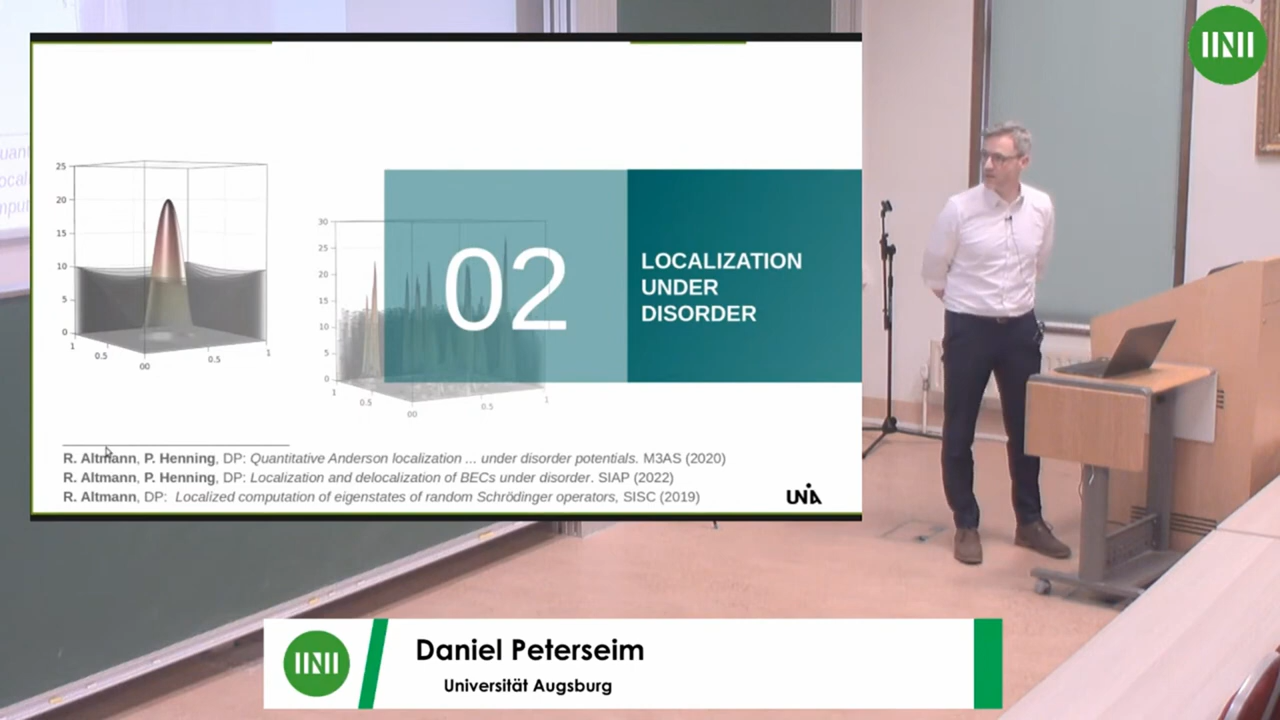 25
20
15
10
5
0
1
0.5
00
0.5
1
30
25
20
15
10
5
0
1
0.5
00
0.5
1
02
LOCALIZATION
UNDER
DISORDER
R. Altmann, P. Henning, DP: Quantitative Anderson localization ... under disorder potentials. M3AS (2020)
R. Altmann, P. Henning, DP: Localization and delocalization of BECs under disorder. SIAP (2022)
R. Altmann, DP: Localized computation of eigenstates of random Schrödinger operators, SISC (2019)
UNIA
Daniel Peterseim
Universität Augsburg